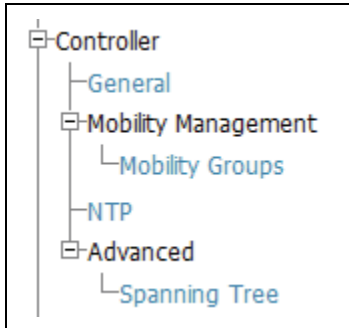 Controller
General
Mobility Management
Mobility Groups
NTP
Advanced
Spanning Tree